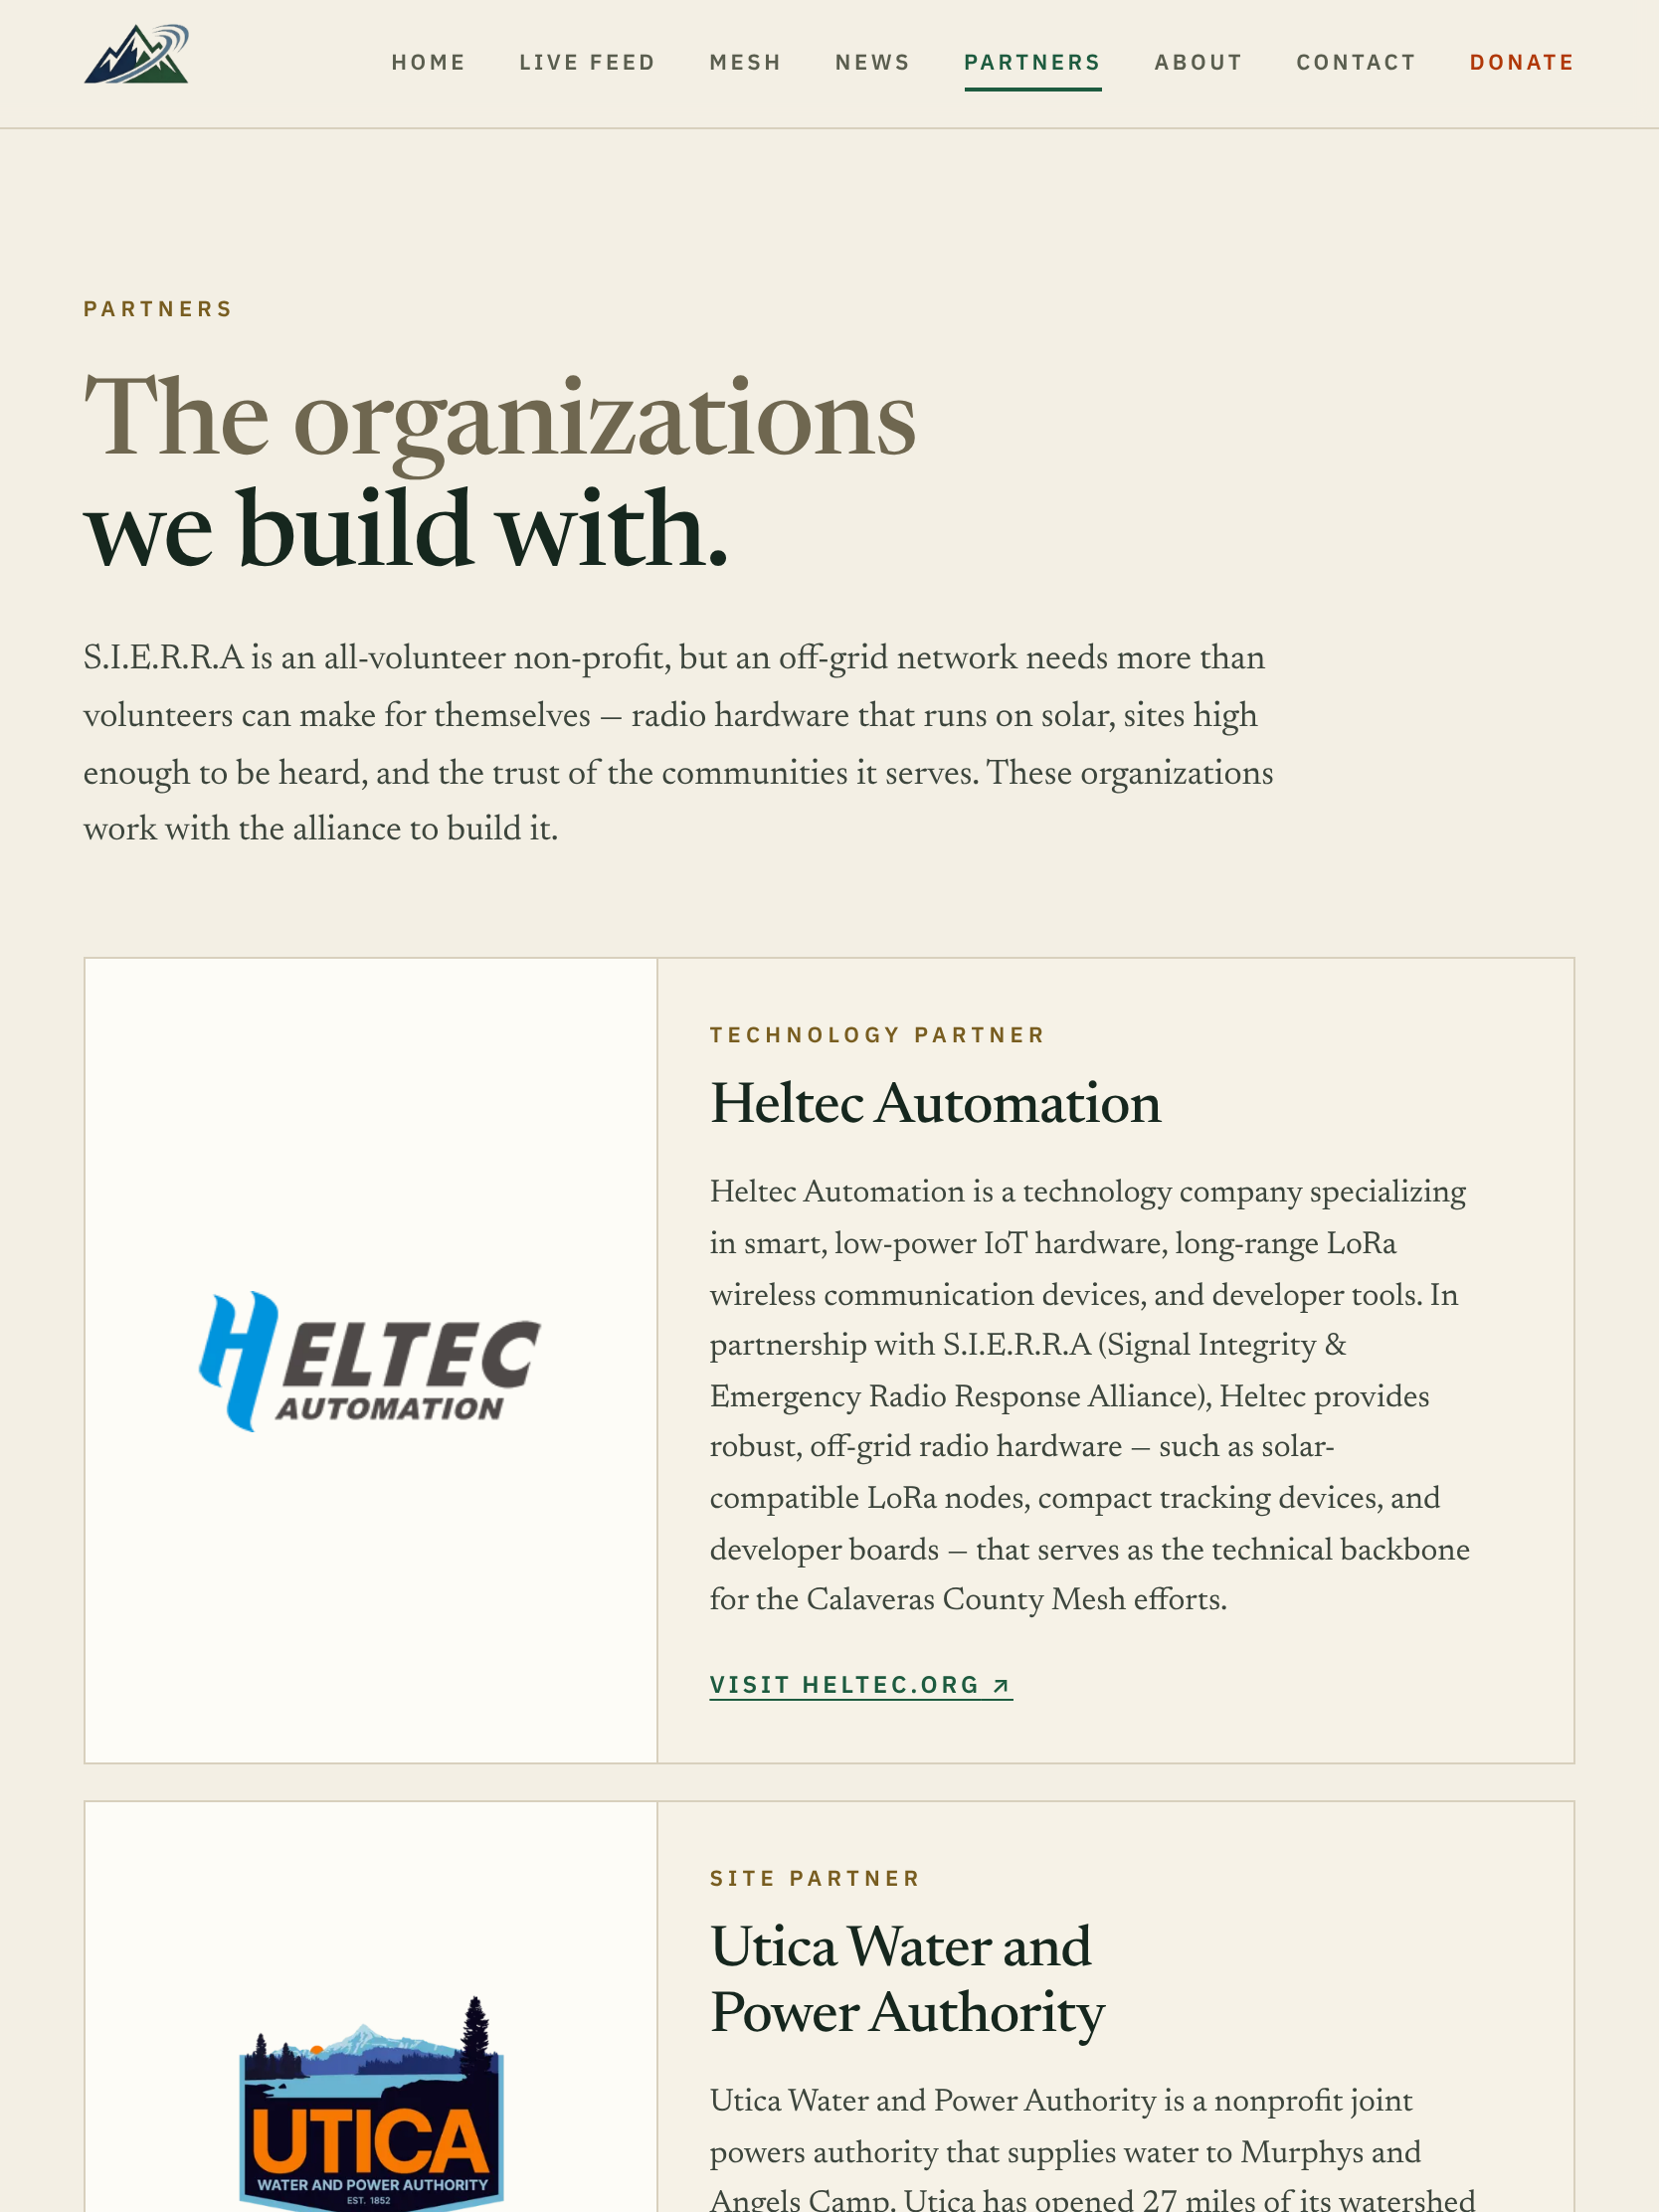 HOME LIVE FEED MESH NEWS PARTNERS ABOUT CONTACT DONATE
PARTNERS
The organizations
we build with.
S.I.E.R.R.A is an all-volunteer non-profit, but an off-grid network needs more than
volunteers can make for themselves — radio hardware that runs on solar, sites high
enough to be heard, and the trust of the communities it serves. These organizations
work with the alliance to build it.
HELTEC
AUTOMATION
TECHNOLOGY PARTNER
Heltec Automation
Heltec Automation is a technology company specializing
in smart, low-power IoT hardware, long-range LoRa
wireless communication devices, and developer tools. In
partnership with S.I.E.R.R.A (Signal Integrity &
Emergency Radio Response Alliance), Heltec provides
robust, off-grid radio hardware — such as solar-
compatible LoRa nodes, compact tracking devices, and
developer boards — that serves as the technical backbone
for the Calaveras County Mesh efforts.
VISIT HELTEC.ORG ↗
UTICA
WATER AND POWER AUTHORITY
EST. 1852
SITE PARTNER
Utica Water and
Power Authority
Utica Water and Power Authority is a nonprofit joint
powers authority that supplies water to Murphys and
Angels Camp. Utica has opened 27 miles of its watershed